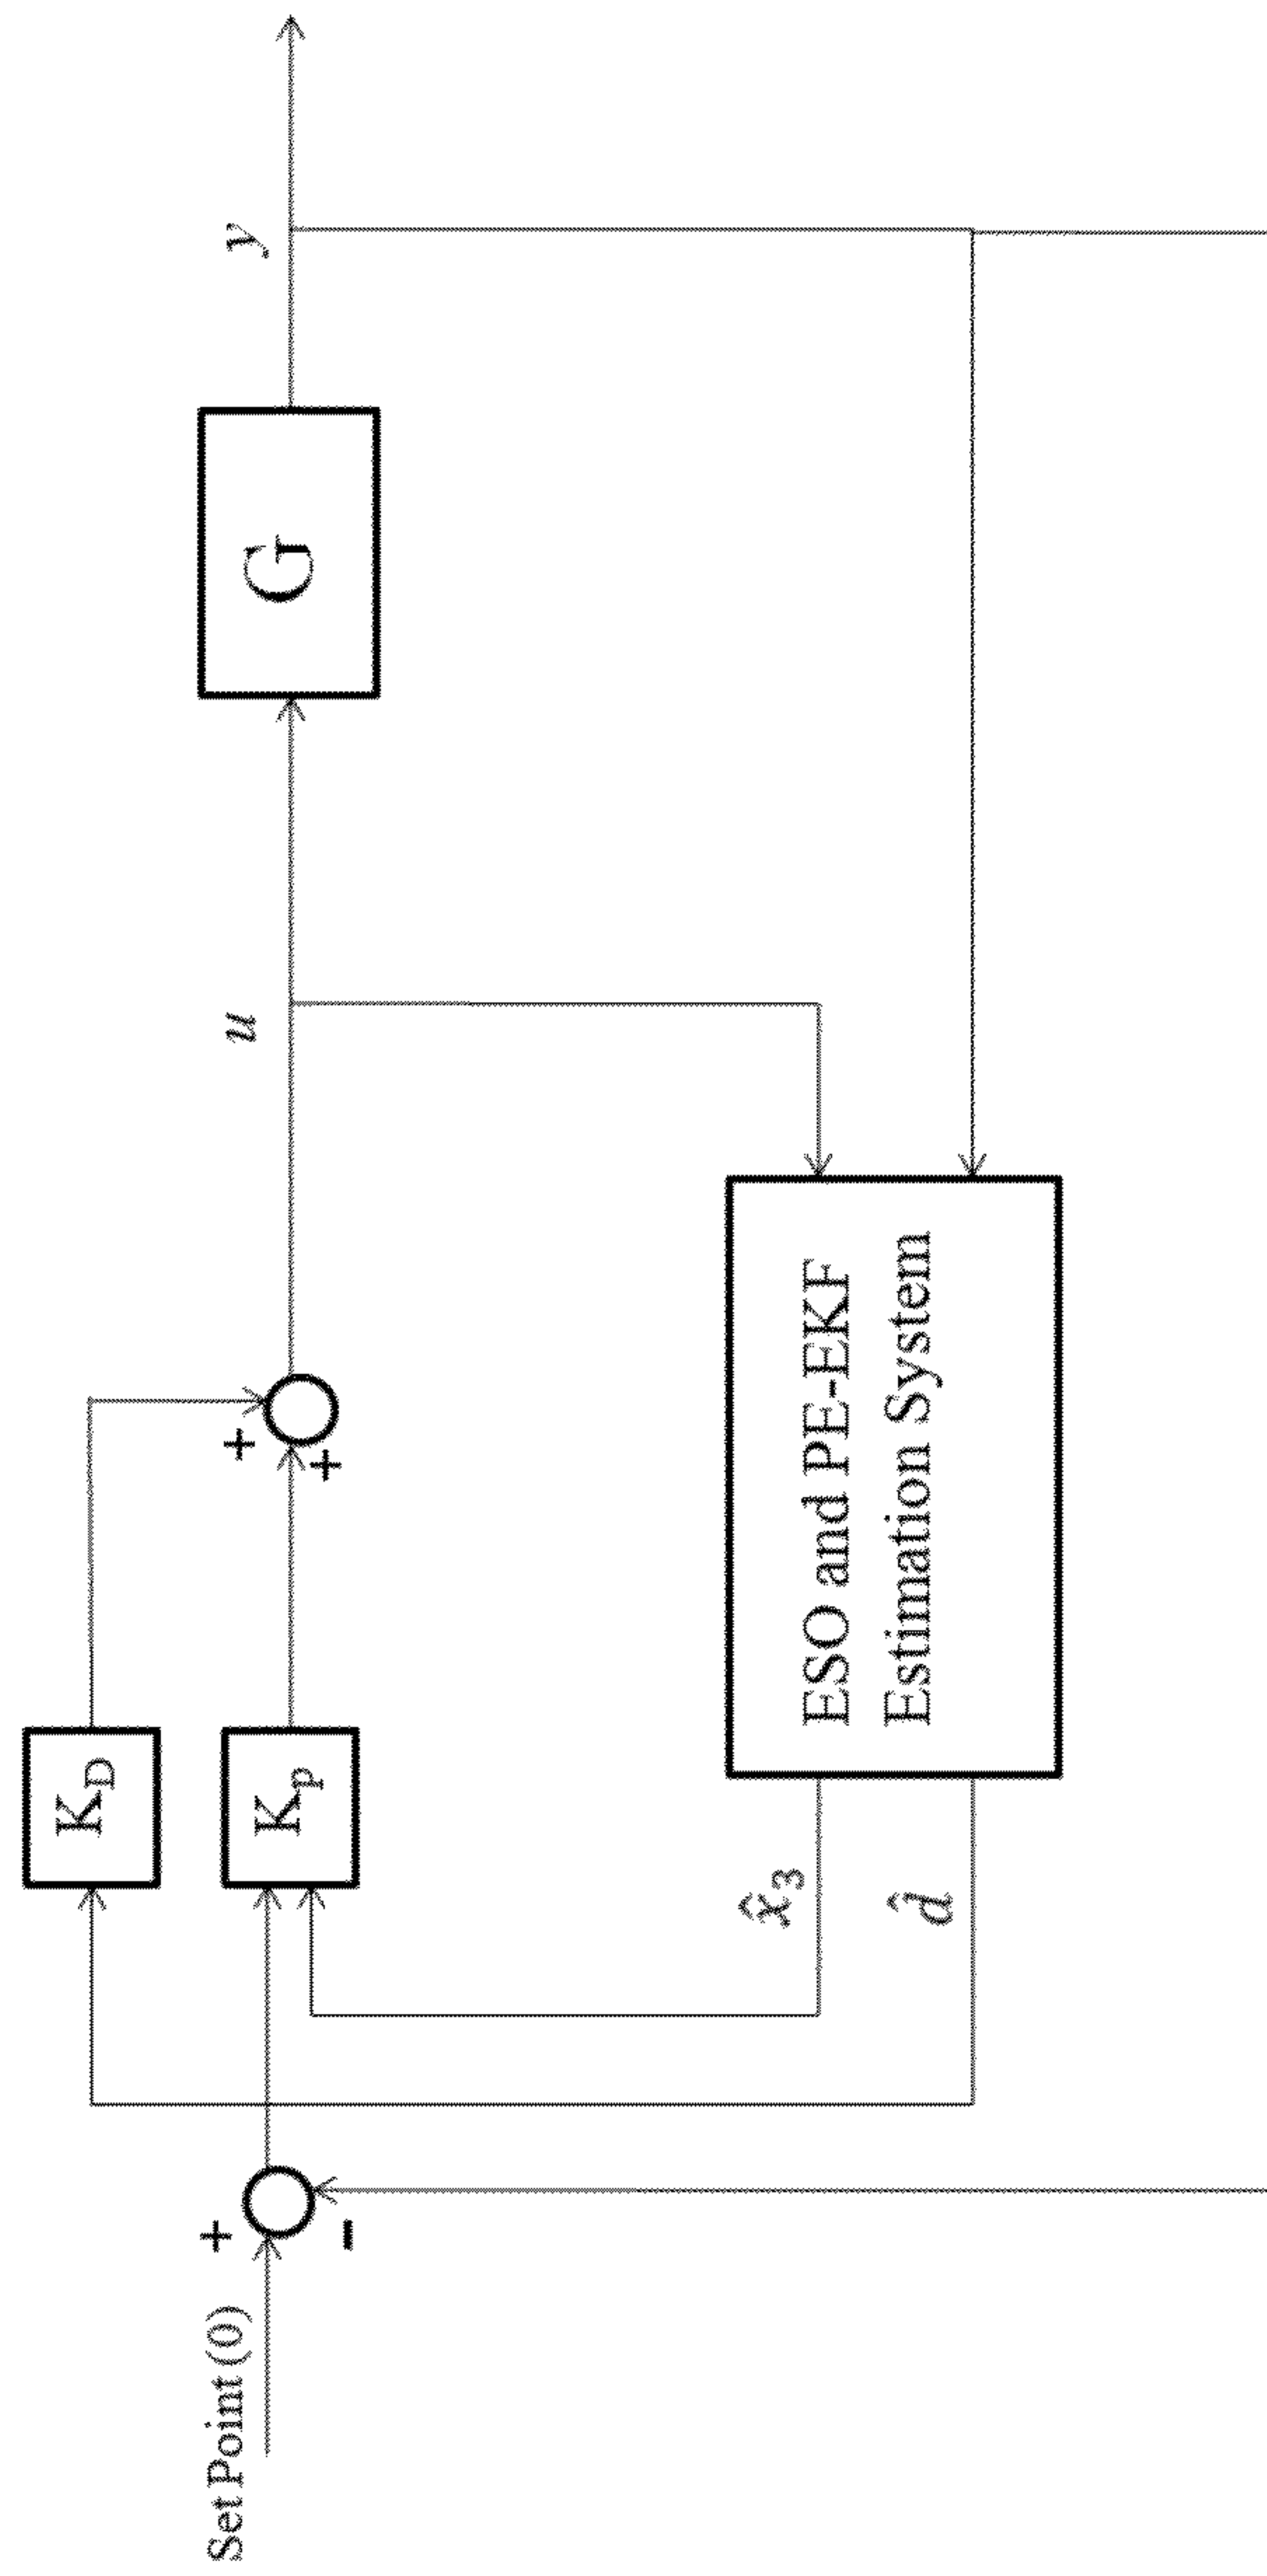 K_D
Set Point (0)
+
-
K_p
+
+
u
G
y
x̂_3
d̂
ESO and PE-EKF
Estimation System